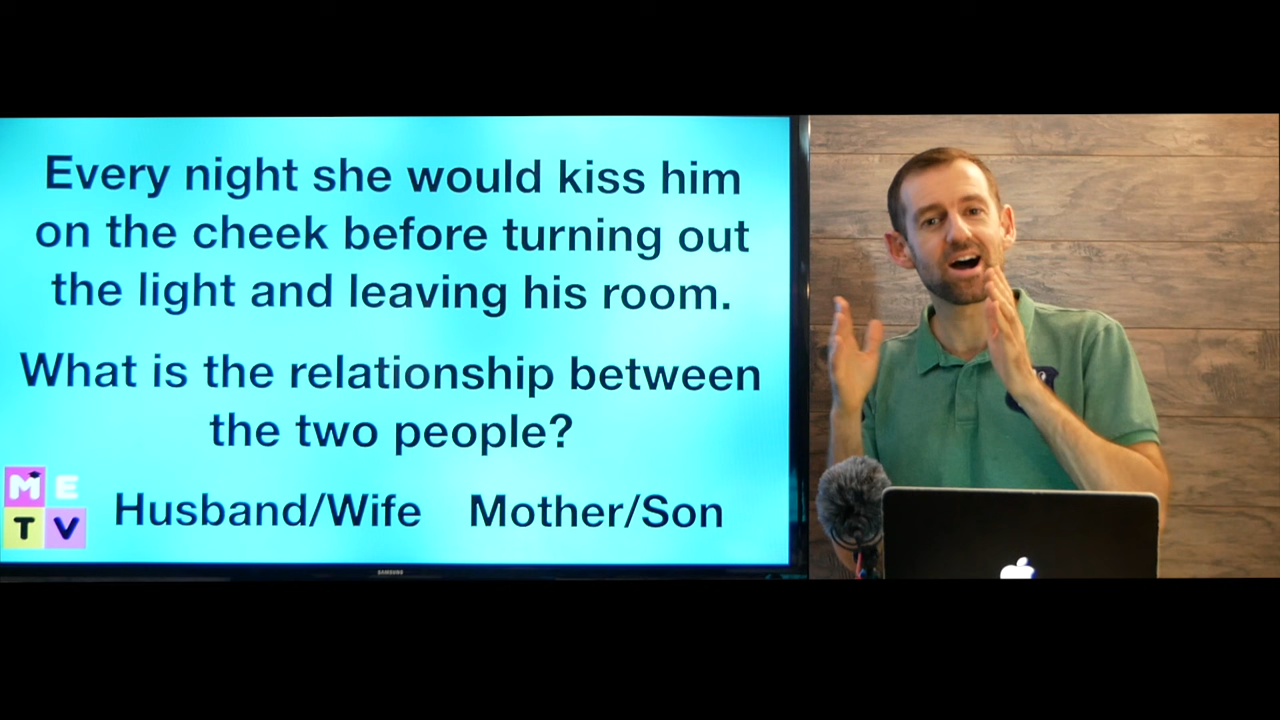 Every night she would kiss him
on the cheek before turning out
the light and leaving his room.
What is the relationship between
the two people?
Husband/Wife Mother/Son
ME
TV
SAMSUNG